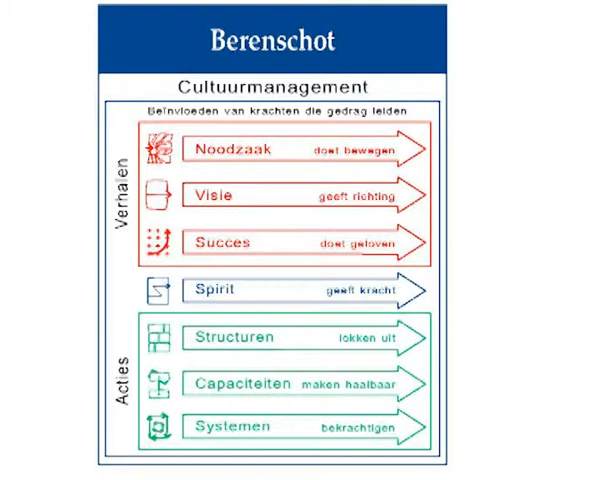 Berenschot
Cultuurmanagement
Beïnvloeden van krachten die gedrag leiden
Verhalen
Noodzaak doet bewegen
Visie geeft richting
Succes doet geloven
Spirit geeft kracht
Acties
Structuren lokken uit
Capaciteiten maken haalbaar
Systemen bekrachtigen